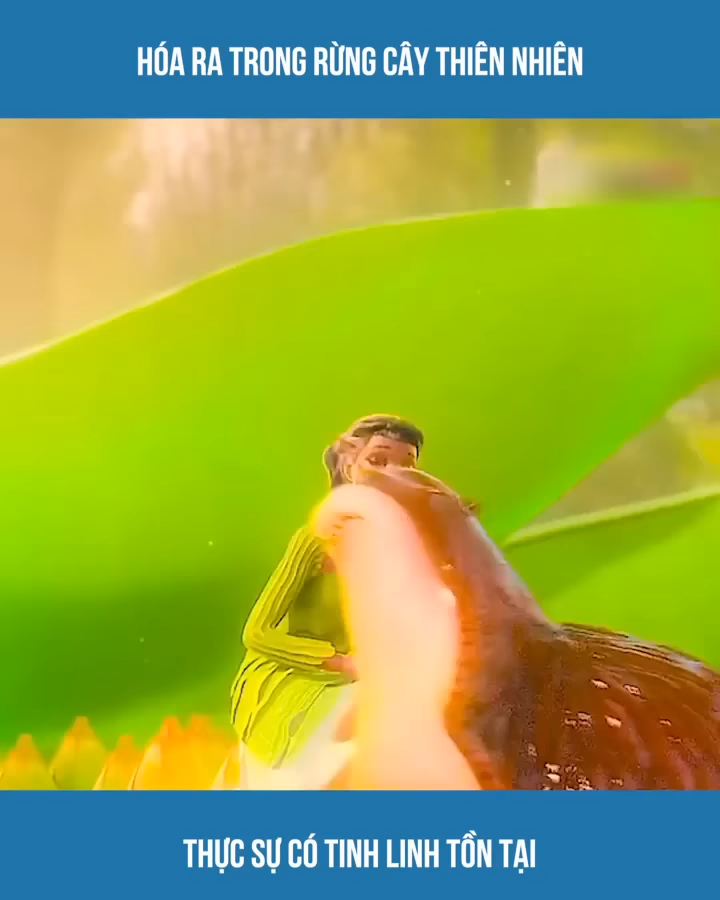 HÓA RA TRONG RỪNG CÂY THIÊN NHIÊN
THỰC SỰ CÓ TINH LINH TỒN TẠI